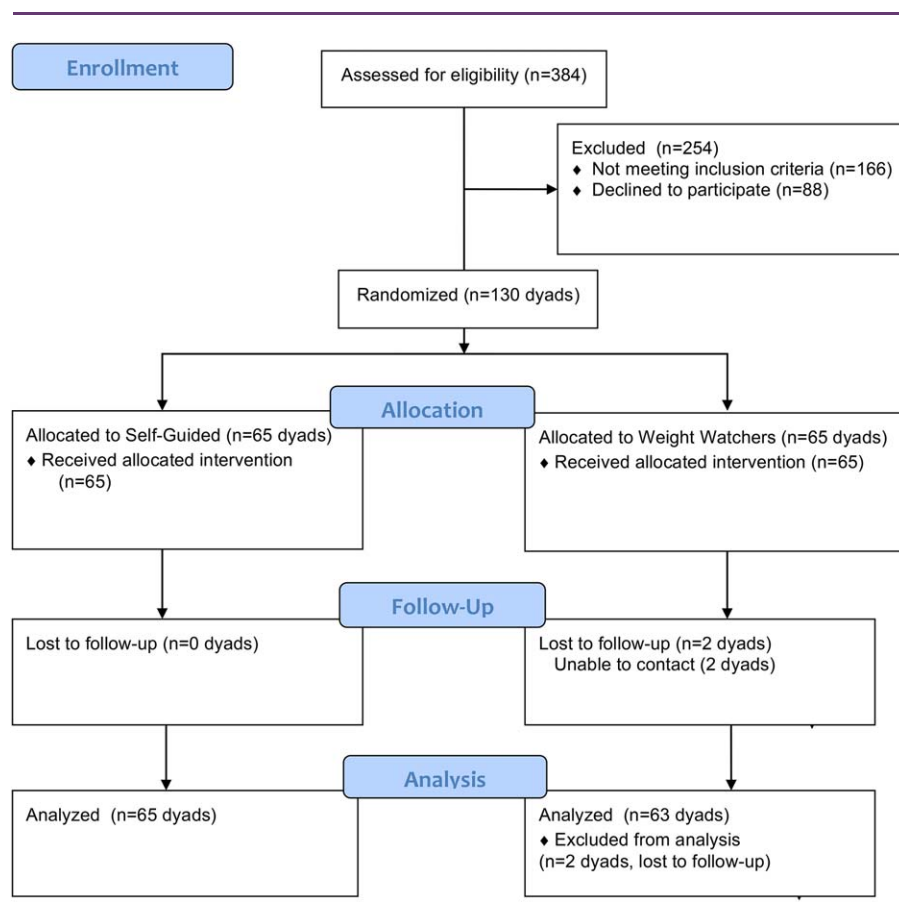 Enrollment
Assessed for eligibility (n=384)
Excluded (n=254)
♦ Not meeting inclusion criteria (n=166)
♦ Declined to participate (n=88)
Randomized (n=130 dyads)
Allocation
Allocated to Self-Guided (n=65 dyads)
♦ Received allocated intervention
(n=65)
Allocated to Weight Watchers (n=65 dyads)
♦ Received allocated intervention (n=65)
Follow-Up
Lost to follow-up (n=0 dyads)
Lost to follow-up (n=2 dyads)
Unable to contact (2 dyads)
Analysis
Analyzed (n=65 dyads)
Analyzed (n=63 dyads)
♦ Excluded from analysis
(n=2 dyads, lost to follow-up)